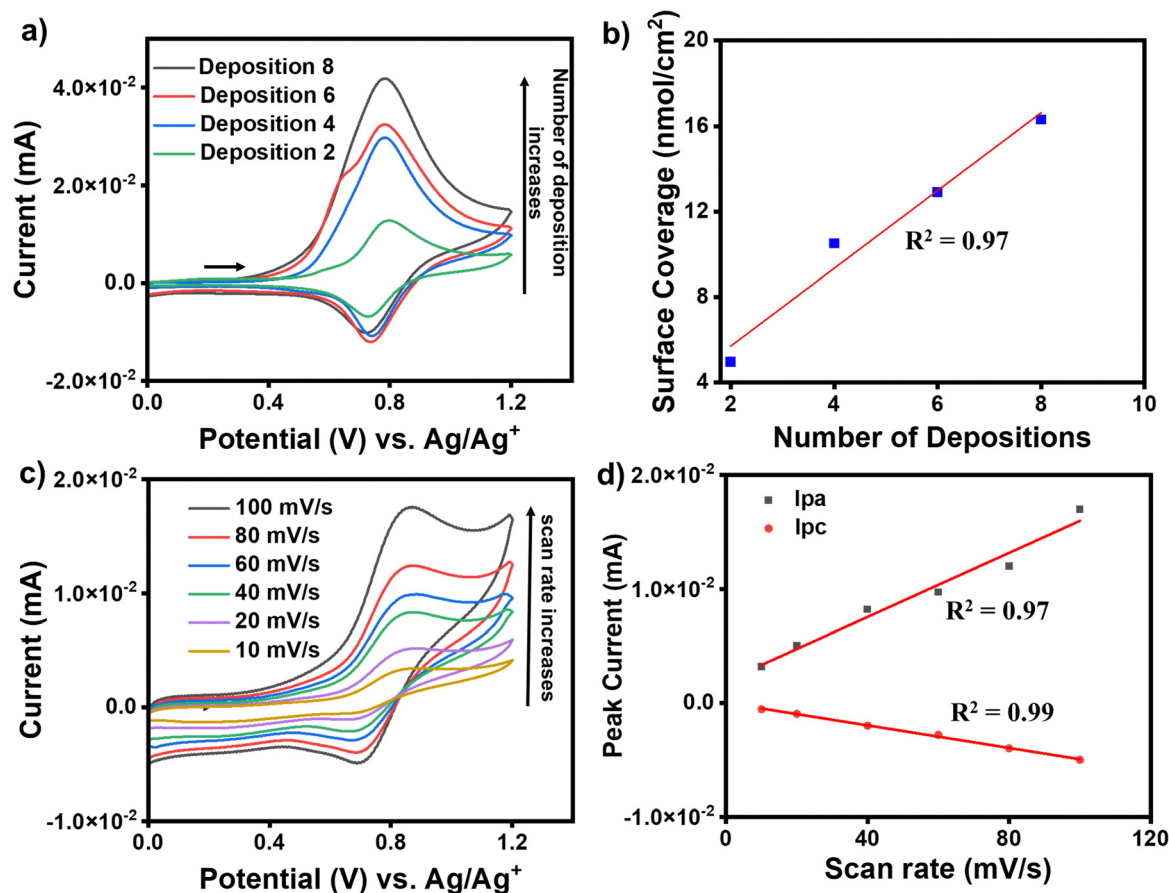 a)
4.0×10⁻²
2.0×10⁻²
0.0
-2.0×10⁻²
Current (mA)
Deposition 8
Deposition 6
Deposition 4
Deposition 2
Number of deposition
increases
0.0
0.4
0.8
1.2
Potential (V) vs. Ag/Ag⁺
b)
20
16
12
8
4
Surface Coverage (nmol/cm²)
R² = 0.97
2
4
6
8
10
Number of Depositions
c)
2.0×10⁻²
1.0×10⁻²
0.0
-1.0×10⁻²
Current (mA)
100 mV/s
80 mV/s
60 mV/s
40 mV/s
20 mV/s
10 mV/s
scan rate increases
0.0
0.4
0.8
1.2
Potential (V) vs. Ag/Ag⁺
d)
2.0×10⁻²
1.0×10⁻²
0.0
-1.0×10⁻²
Peak Current (mA)
Ipa
Ipc
R² = 0.97
R² = 0.99
0
40
80
120
Scan rate (mV/s)